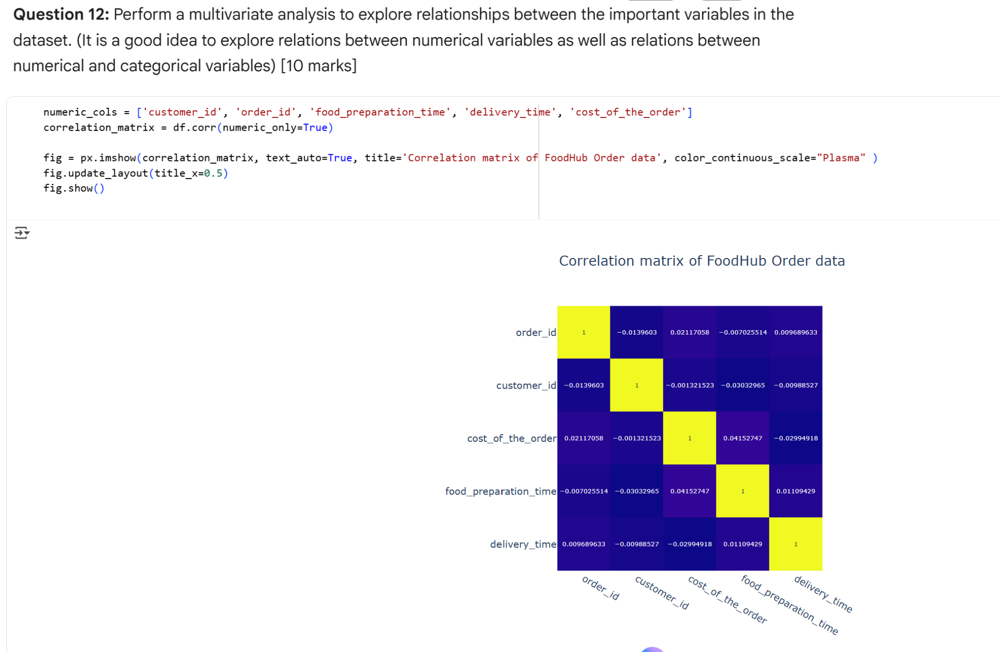 Question 12: Perform a multivariate analysis to explore relationships between the important variables in the
dataset. (It is a good idea to explore relations between numerical variables as well as relations between
numerical and categorical variables) [10 marks]
numeric_cols = ['customer_id', 'order_id', 'food_preparation_time', 'delivery_time', 'cost_of_the_order']
correlation_matrix = df.corr(numeric_only=True)
fig = px.imshow(correlation_matrix, text_auto=True, title='Correlation matrix of FoodHub Order data', color_continuous_scale="Plasma" )
fig.update_layout(title_x=0.5)
fig.show()
Correlation matrix of FoodHub Order data
order_id 1 −0.0139603 0.02117058 −0.007025514 0.009689633
customer_id −0.0139603 1 −0.001321523 −0.03032965 −0.00988527
cost_of_the_order 0.02117058 −0.001321523 1 0.04152747 −0.02994918
food_preparation_time −0.007025514 −0.03032965 0.04152747 1 0.01109429
delivery_time 0.009689633 −0.00988527 −0.02994918 0.01109429 1
order_id customer_id cost_of_the_order food_preparation_time delivery_time